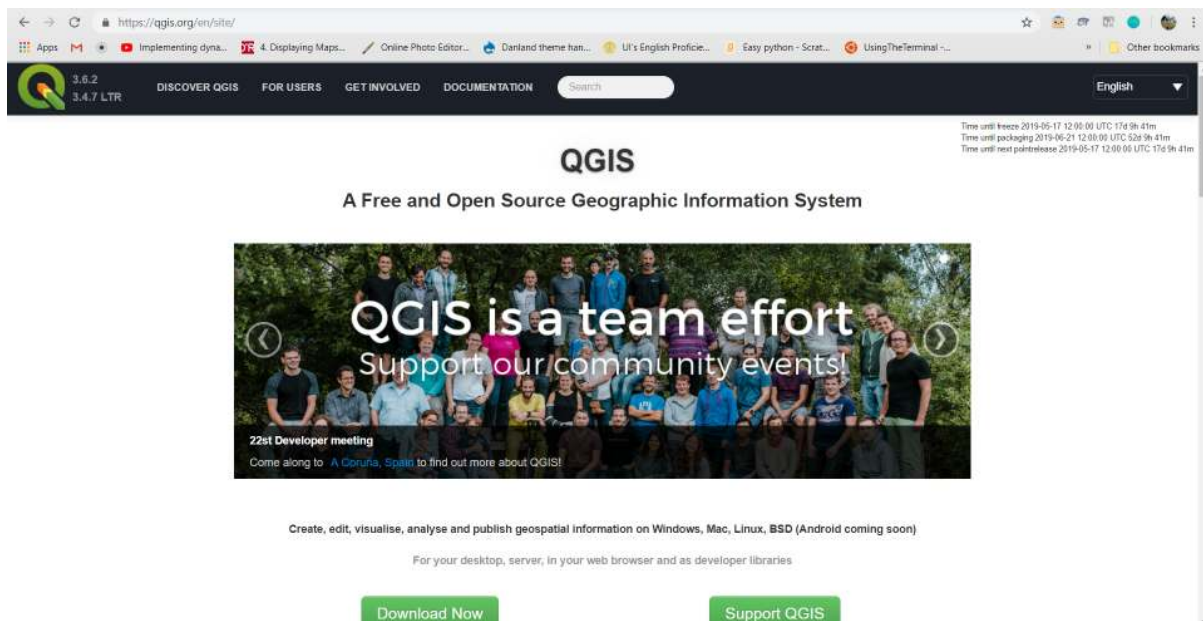 https://qgis.org/en/site/
Apps
Implementing dyna...
4. Displaying Maps...
Online Photo Editor...
Danland theme han...
UI's English Proficie...
Easy python - Scrat...
UsingTheTerminal -...
Other bookmarks
3.6.2
3.4.7 LTR
DISCOVER QGIS
FOR USERS
GET INVOLVED
DOCUMENTATION
Search
English
Time until freeze 2019-05-17 12:00:00 UTC 17d 9h 41m
Time until packaging 2019-06-21 12:00:00 UTC 52d 9h 41m
Time until next pointrelease 2019-05-17 12:00:00 UTC 17d 9h 41m
QGIS
A Free and Open Source Geographic Information System
QGIS is a team effort
Support our community events!
22st Developer meeting
Come along to A Coruna, Spain to find out more about QGIS!
Create, edit, visualise, analyse and publish geospatial information on Windows, Mac, Linux, BSD (Android coming soon)
For your desktop, server, in your web browser and as developer libraries
Download Now
Support QGIS